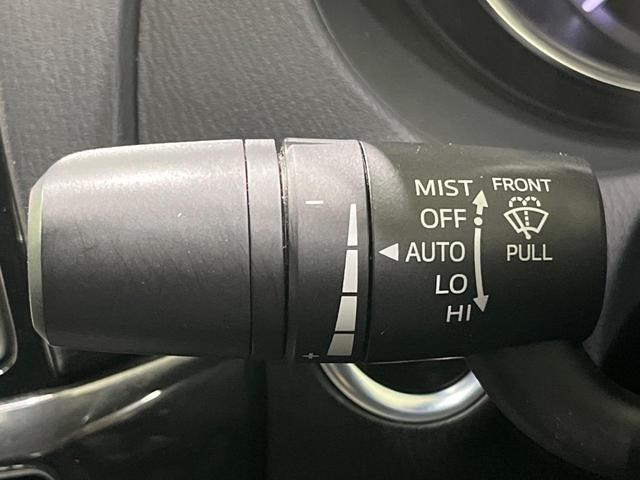 MIST
FRONT
OFF
AUTO
PULL
LO
HI
−
+